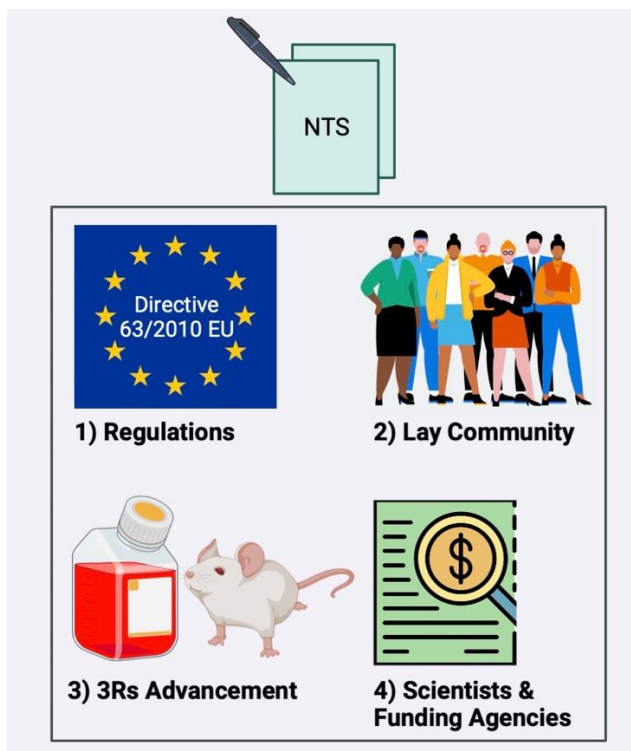 NTS
Directive
63/2010 EU
1) Regulations
2) Lay Community
$
3) 3Rs Advancement
4) Scientists &
Funding Agencies